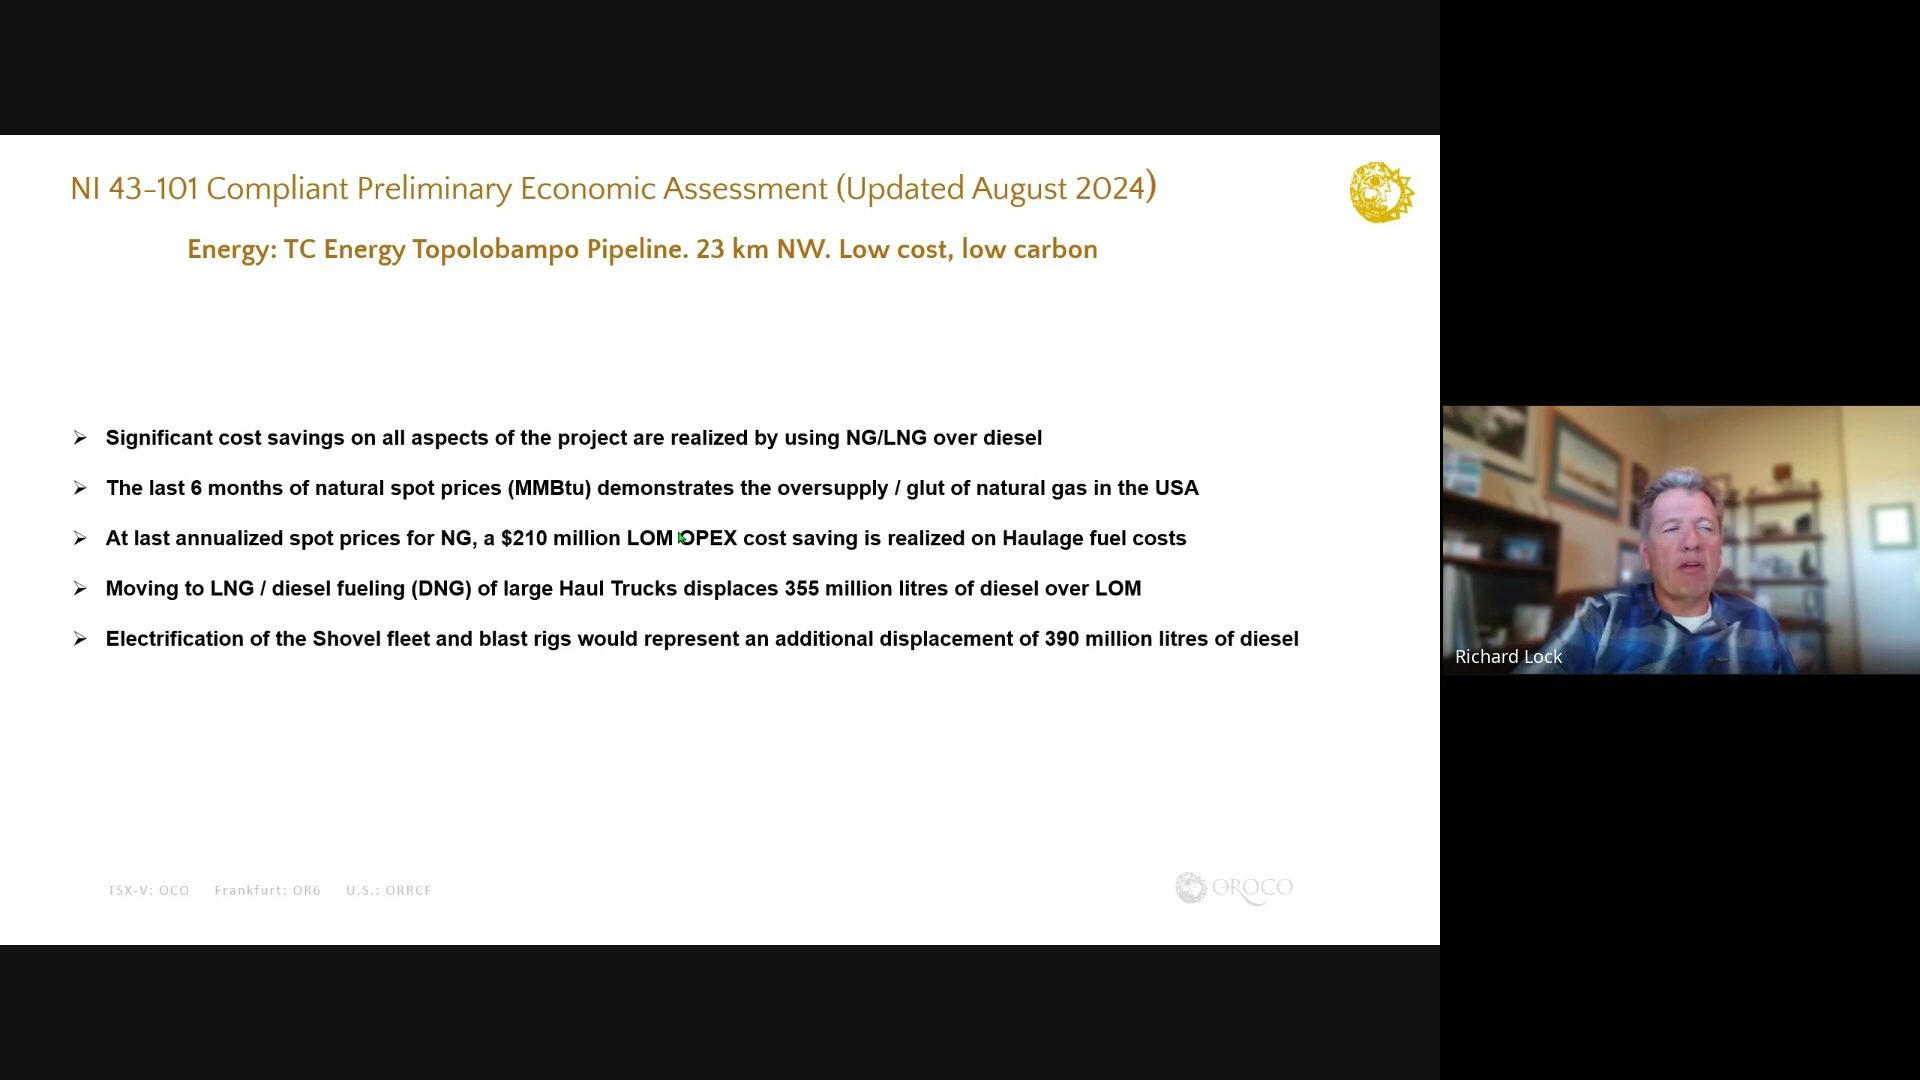 NI 43-101 Compliant Preliminary Economic Assessment (Updated August 2024)
Energy: TC Energy Topolobampo Pipeline. 23 km NW. Low cost, low carbon
Significant cost savings on all aspects of the project are realized by using NG/LNG over diesel
The last 6 months of natural spot prices (MMBtu) demonstrates the oversupply / glut of natural gas in the USA
At last annualized spot prices for NG, a $210 million LOM OPEX cost saving is realized on Haulage fuel costs
Moving to LNG / diesel fueling (DNG) of large Haul Trucks displaces 355 million litres of diesel over LOM
Electrification of the Shovel fleet and blast rigs would represent an additional displacement of 390 million litres of diesel
Richard Lock
TSX-V: OCO Frankfurt: OR6 U.S.: ORRCF
OROCO